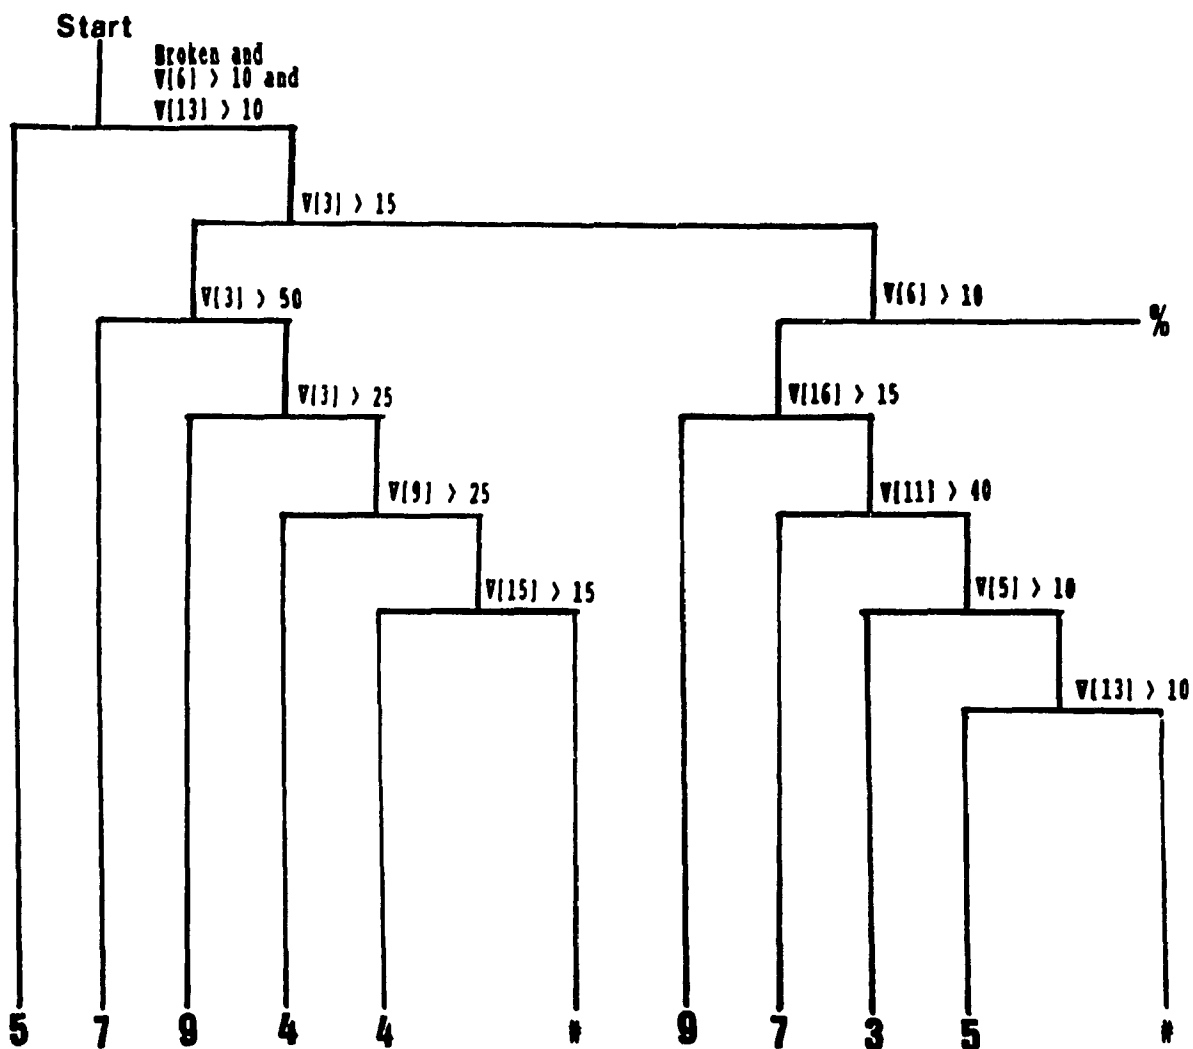 Start
Broken and
V[6] > 10 and
V[13] > 10
V[3] > 15
V[3] > 50
V[6] > 10
%
V[3] > 25
V[16] > 15
V[9] > 25
V[11] > 40
V[15] > 15
V[5] > 10
V[13] > 10
5 7 9 4 4 # 9 7 3 5 #